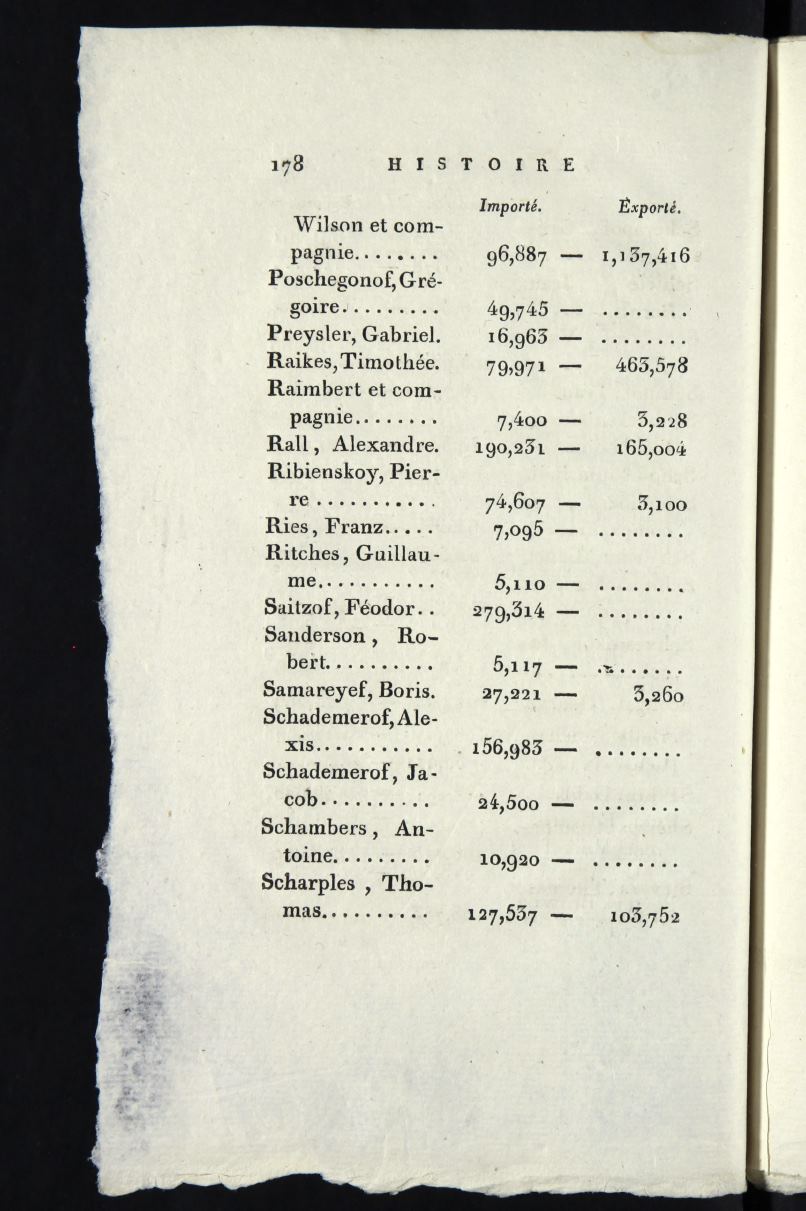 178 HISTOIRE
Importé. Exporté.
Wilson et com-
pagnie........ 96,887 — 1,137,416
Poschegonof, Gré-
goire......... 49,745 — ........
Preysler, Gabriel. 16,963 — ........
Raikes, Timothée. 79,971 — 463,578
Raimbert et com-
pagnie........ 7,400 — 3,228
Rall, Alexandre. 190,231 — 165,004
Ribienskoy, Pier-
re ........... 74,607 — 3,100
Ries, Franz..... 7,095 — ........
Ritches, Guillau-
me........... 5,110 — ........
Saitzof, Féodor.. 279,314 — ........
Sanderson, Ro-
bert.......... 5,117 — ........
Samareyef, Boris. 27,221 — 3,260
Schademerof, Ale-
xis........... 156,983 — ........
Schademerof, Ja-
cob.......... 24,500 — ........
Schambers, An-
toine......... 10,920 — ........
Scharples, Tho-
mas.......... 127,537 — 103,752